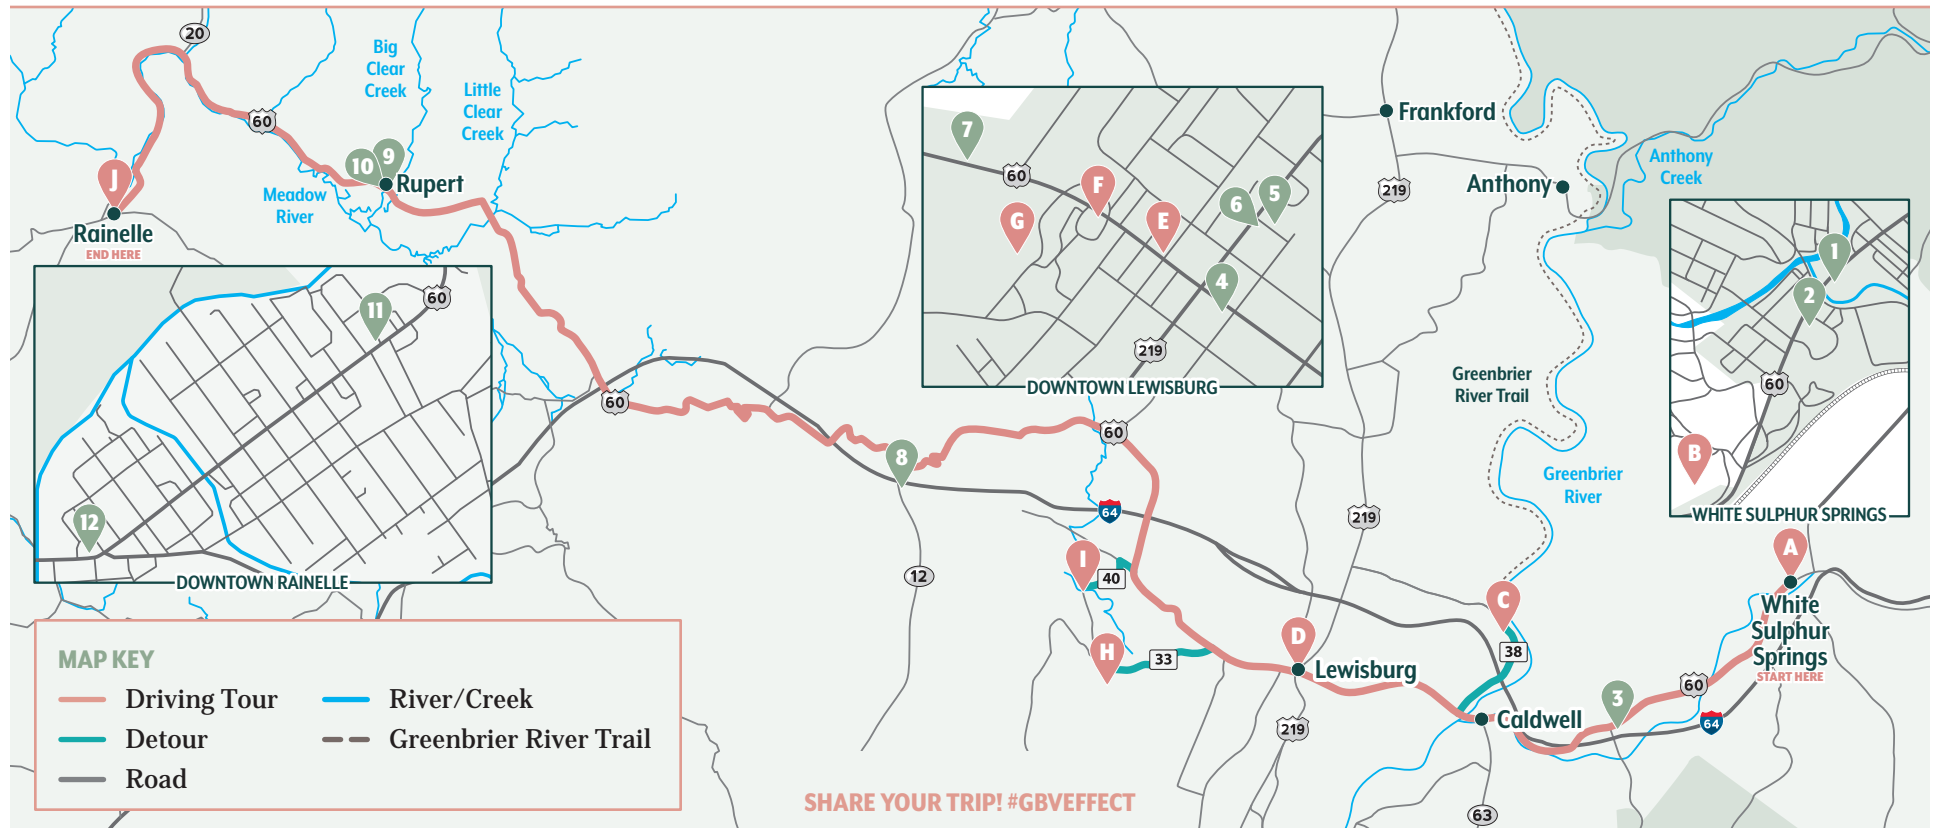 20
Big
Clear
Creek
Little
Clear
Creek
60
10
9
Rupert
Meadow
River
J
Rainelle
END HERE
11
60
12
DOWNTOWN RAINELLE
60
7
60
F
G
E
6
5
4
219
DOWNTOWN LEWISBURG
Frankford
219
Anthony
Anthony
Creek
1
2
60
B
WHITE SULPHUR SPRINGS
Greenbrier
River Trail
Greenbrier
River
8
60
64
219
12
I
40
H
33
D
Lewisburg
219
C
38
Caldwell
3
60
64
A
White
Sulphur
Springs
START HERE
63
MAP KEY
Driving Tour
River/Creek
Detour
Greenbrier River Trail
Road
SHARE YOUR TRIP! #GBVEFFECT